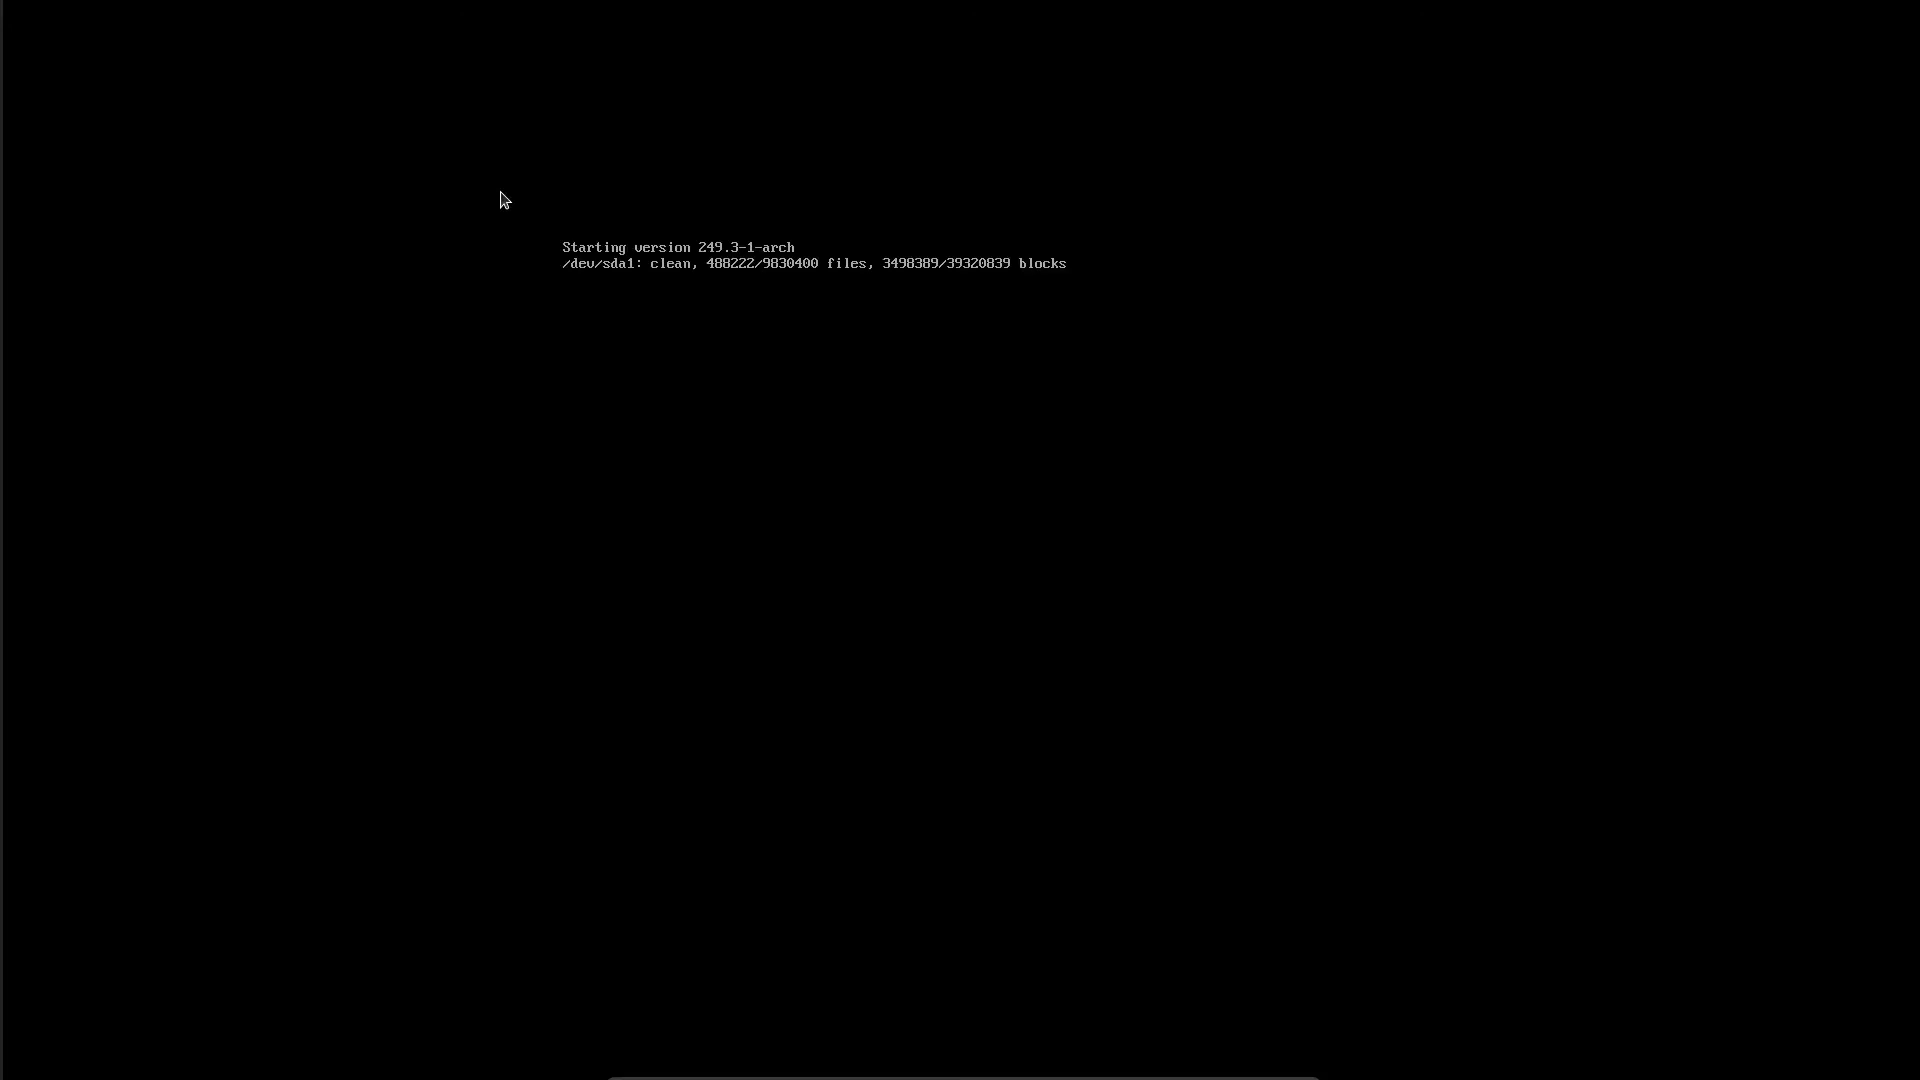 Starting version 249.3-1-arch
/dev/sda1: clean, 488222/9830400 files, 3498389/39320839 blocks